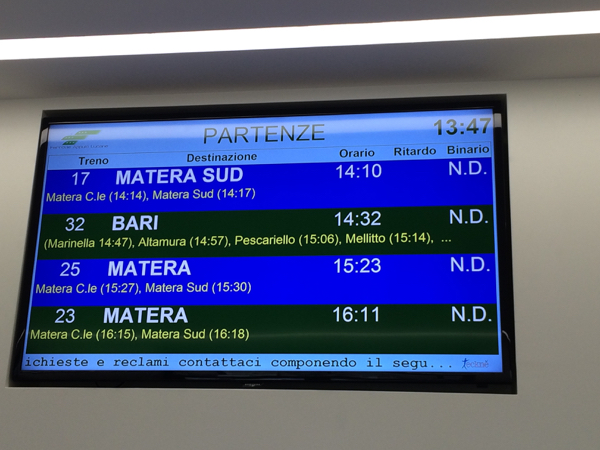 PARTENZE 13:47
Treno Destinazione Orario Ritardo Binario
17 MATERA SUD 14:10 N.D.
Matera C.le (14:14), Matera Sud (14:17)
32 BARI 14:32 N.D.
(Marinella 14:47), Altamura (14:57), Pescariello (15:06), Mellitto (15:14), ...
25 MATERA 15:23 N.D.
Matera C.le (15:27), Matera Sud (15:30)
23 MATERA 16:11 N.D.
Matera C.le (16:15), Matera Sud (16:18)
ichieste e reclami contattaci componendo il segu...